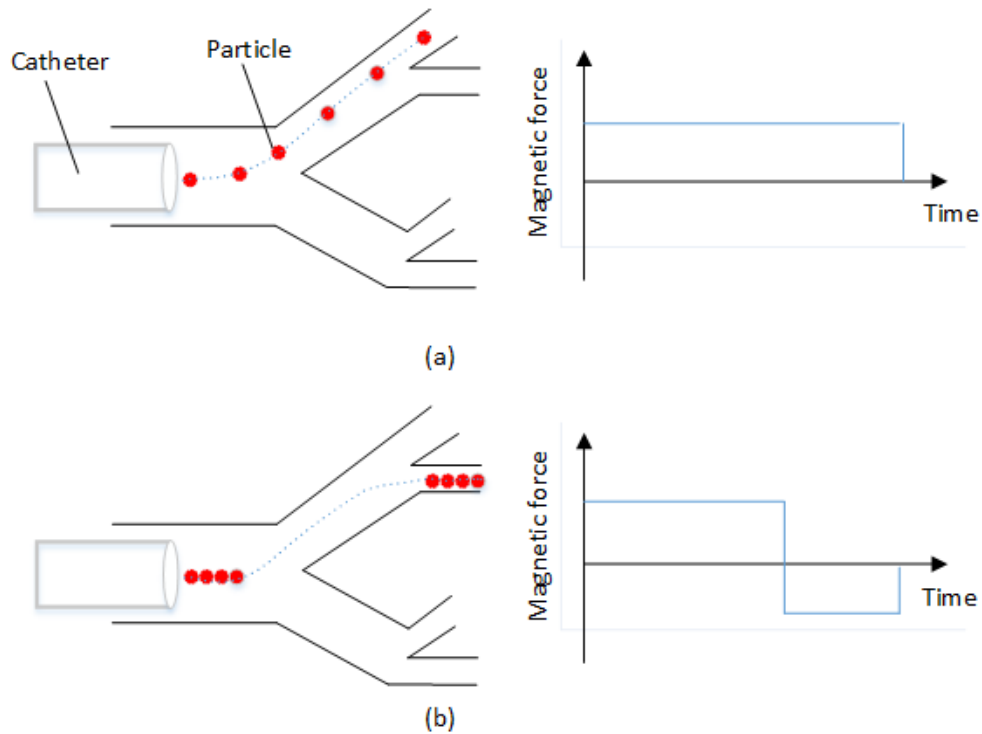 Particle
Catheter
Magnetic force
Time
(a)
Magnetic force
Time
(b)